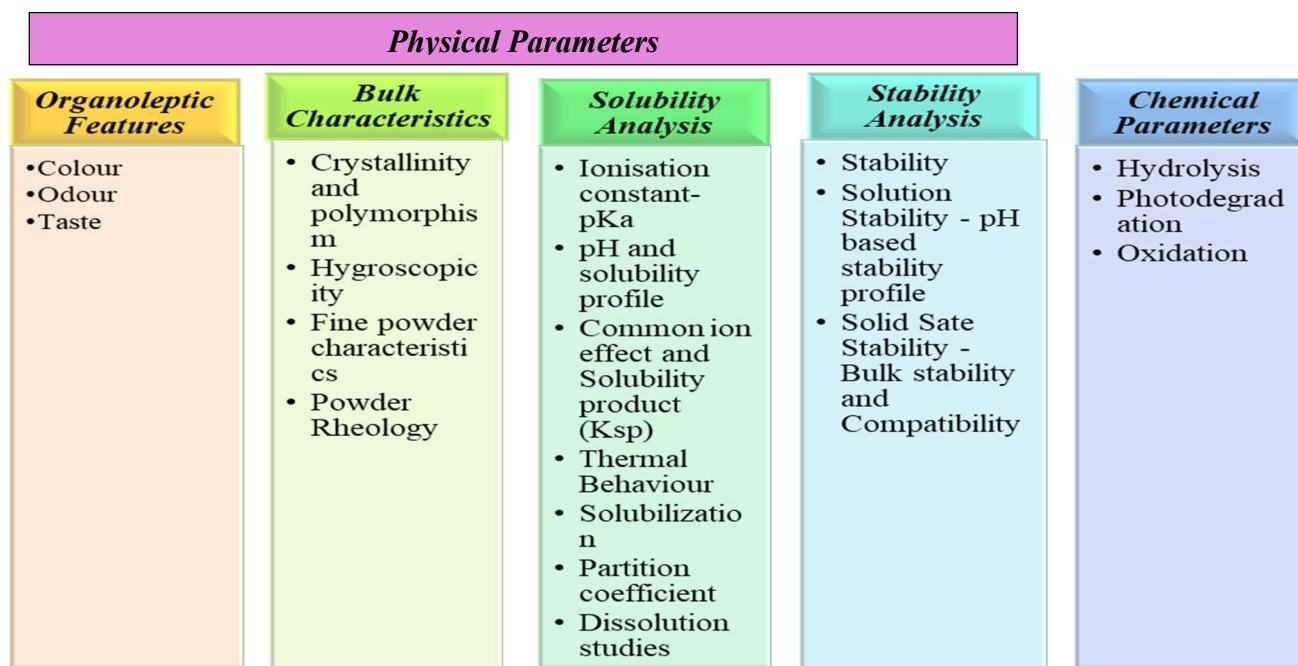 Physical Parameters
Organoleptic
Features
•Colour
•Odour
•Taste
Bulk
Characteristics
• Crystallinity
and
polymorphis
m
• Hygroscopic
ity
• Fine powder
characteristi
cs
• Powder
Rheology
Solubility
Analysis
• Ionisation
constant-
pKa
• pH and
solubility
profile
• Common ion
effect and
Solubility
product
(Ksp)
• Thermal
Behaviour
• Solubilizatio
n
• Partition
coefficient
• Dissolution
studies
Stability
Analysis
• Stability
• Solution
Stability - pH
based
stability
profile
• Solid Sate
Stability -
Bulk stability
and
Compatibility
Chemical
Parameters
• Hydrolysis
• Photodegrad
ation
• Oxidation